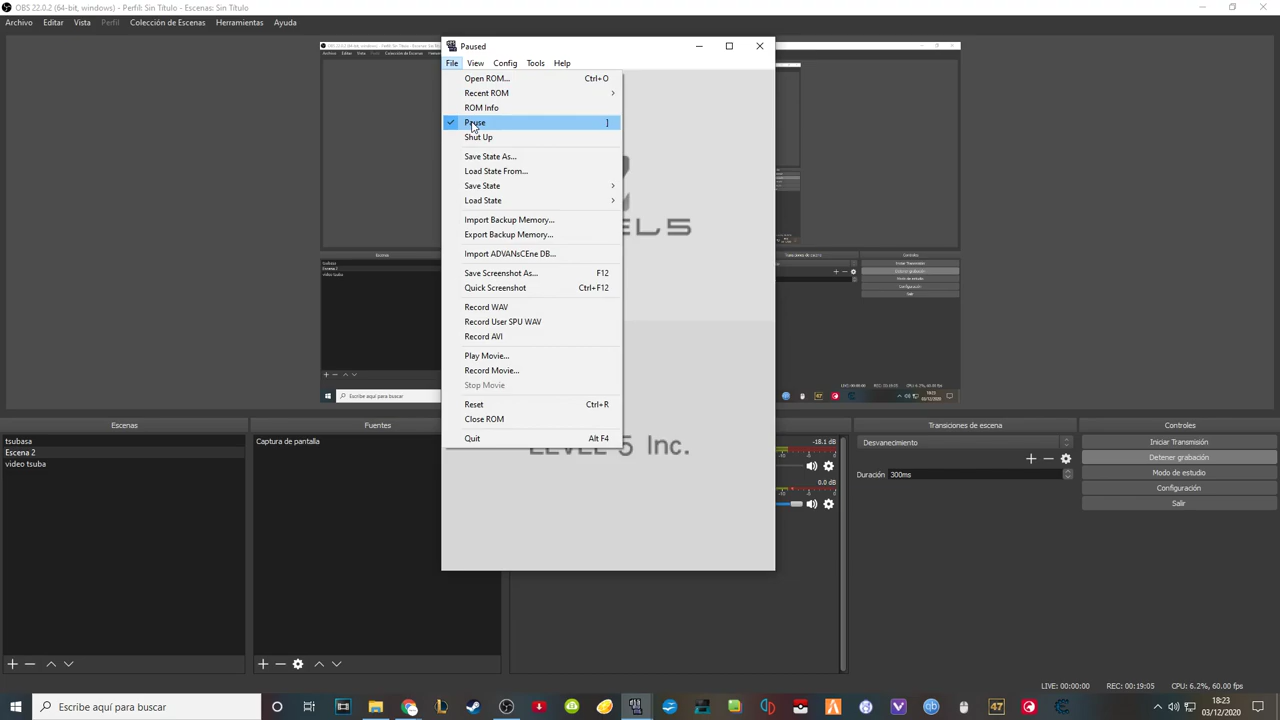 OBS 22.0.2 (64-bit, windows) - Perfil: Sin Título - Escenas: Sin Título
Archivo Editar Vista Perfil Colección de Escenas Herramientas Ayuda
Paused
File View Config Tools Help
Open ROM... Ctrl+O
Recent ROM
ROM Info
Pause ]
Shut Up
Save State As...
Load State From...
Save State
Load State
Import Backup Memory...
Export Backup Memory...
Import ADVANsCEne DB...
Save Screenshot As... F12
Quick Screenshot Ctrl+F12
Record WAV
Record User SPU WAV
Record AVI
Play Movie...
Record Movie...
Stop Movie
Reset Ctrl+R
Close ROM
Quit Alt F4
LEVEL 5 Inc.
Escenas
tsubasa
Escena 2
video tsuba
Fuentes
Captura de pantalla
-18.1 dB
0.0 dB
Transiciones de escena
Desvanecimiento
Duración 300ms
Controles
Iniciar Transmisión
Detener grabación
Modo de estudio
Configuración
Salir
LIVE: 00:00:00 REC: 00:19:05 CPU: 6.2%, 60.00 fps
Escribe aquí para buscar
18:23
03/12/2020